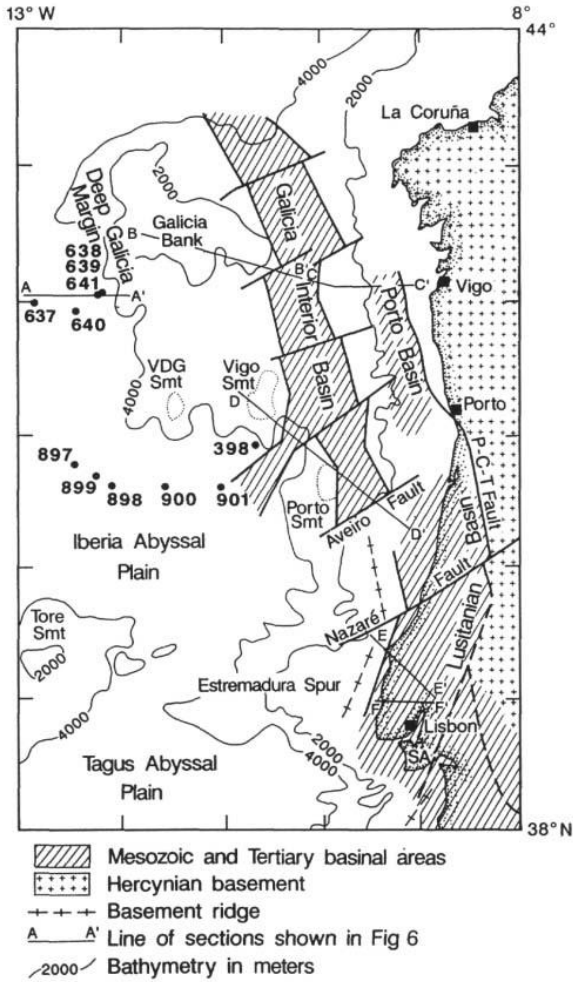 13° W
8°
44°
4000
2000
La Coruña
2000
Deep Galicia
Margin
B
Galicia
Bank
Galicia
638
639
641
A
A'
637
640
B'
C
C'
Vigo
Interior
Porto
Basin
VDG
Smt
Vigo
Smt
D
Basin
4000
Porto
398
897
899
898
900
901
P-C-T Fault
Porto
Smt
Aveiro
Fault
D'
Basin
Iberia Abyssal
Plain
Fault
Nazaré
Lusitanian
E
Tore
Smt
2000
Estremadura Spur
E'
F
F'
4000
Lisbon
2000
4000
SA
Tagus Abyssal
Plain
38°N
Mesozoic and Tertiary basinal areas
Hercynian basement
Basement ridge
A A' Line of sections shown in Fig 6
2000 Bathymetry in meters